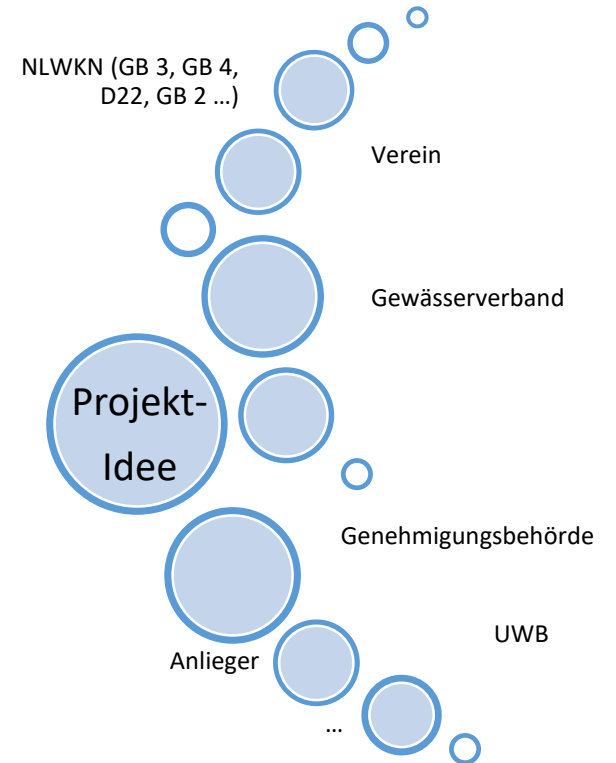 NLWKN (GB 3, GB 4,
D22, GB 2 ...)
Verein
Gewässerverband
Projekt-
Idee
Genehmigungsbehörde
UWB
Anlieger
...